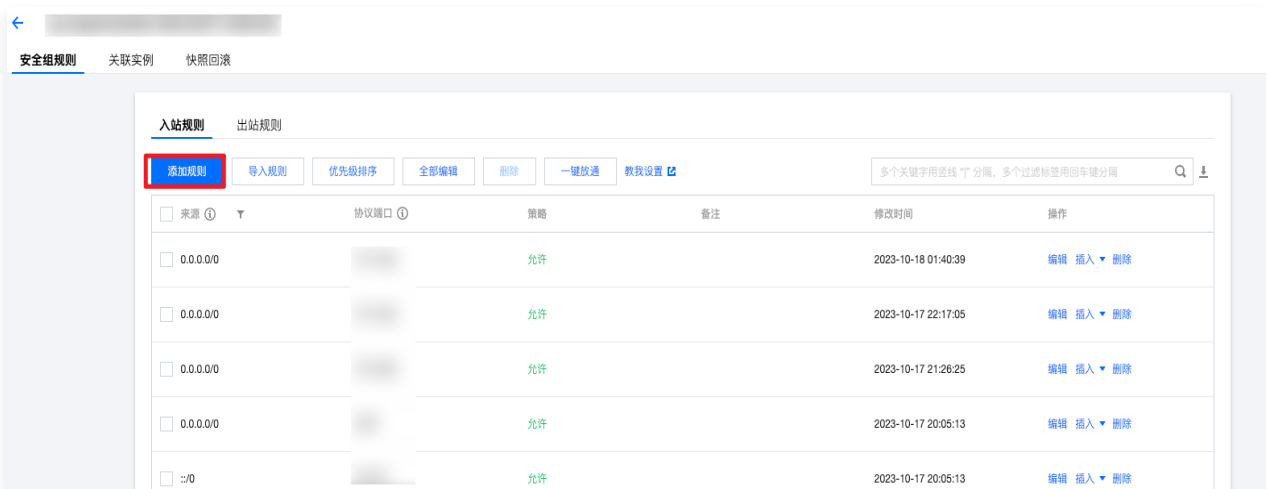 安全组规则 关联实例 快照回滚
入站规则 出站规则
添加规则 导入规则 优先级排序 全部编辑 删除 一键放通 教我设置 多个关键字用竖线 "|" 分隔，多个过滤标签用回车键分隔
来源 协议端口 策略 备注 修改时间 操作
0.0.0.0/0 允许 2023-10-18 01:40:39 编辑 插入 删除
0.0.0.0/0 允许 2023-10-17 22:17:05 编辑 插入 删除
0.0.0.0/0 允许 2023-10-17 21:26:25 编辑 插入 删除
0.0.0.0/0 允许 2023-10-17 20:05:13 编辑 插入 删除
::/0 允许 2023-10-17 20:05:13 编辑 插入 删除